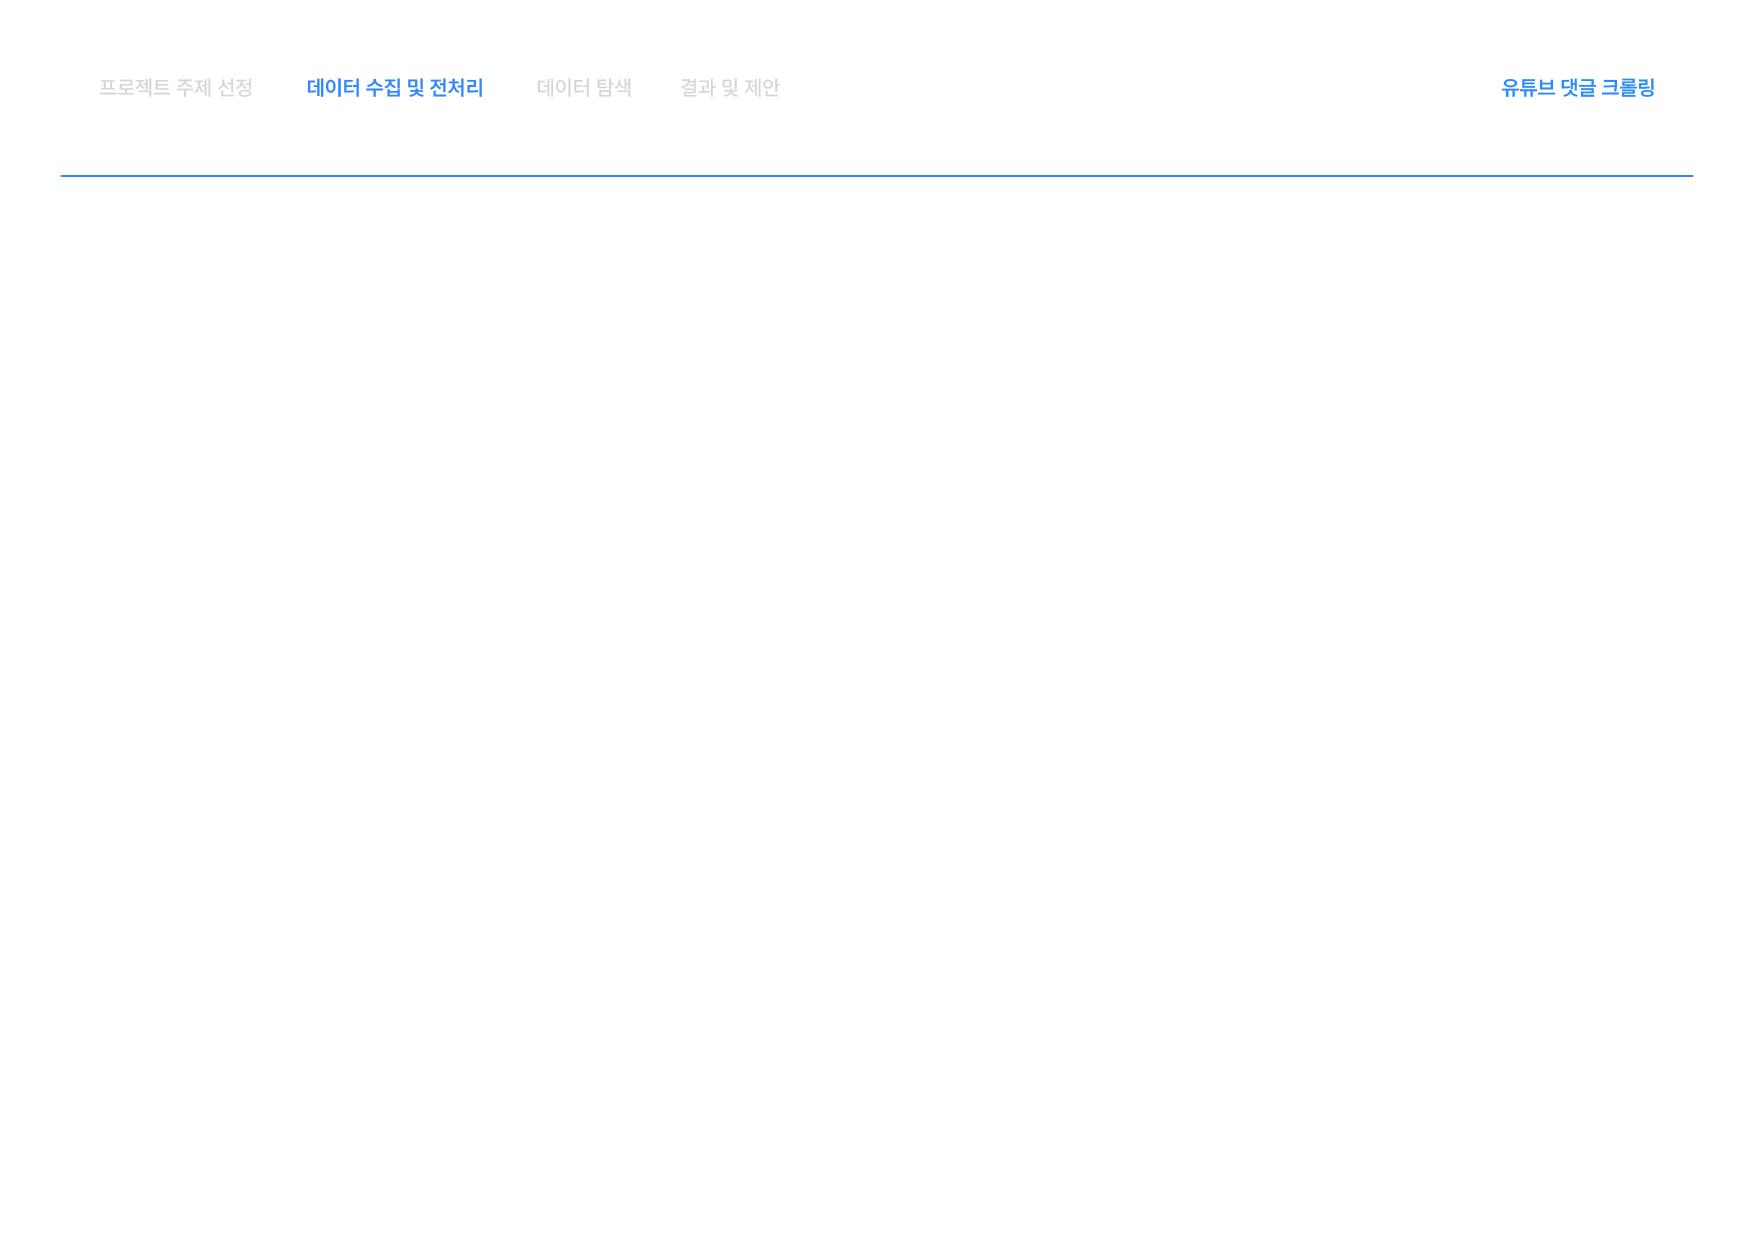 프로젝트 주제 선정 데이터 수집 및 전처리 데이터 탐색 결과 및 제안 유튜브 댓글 크롤링